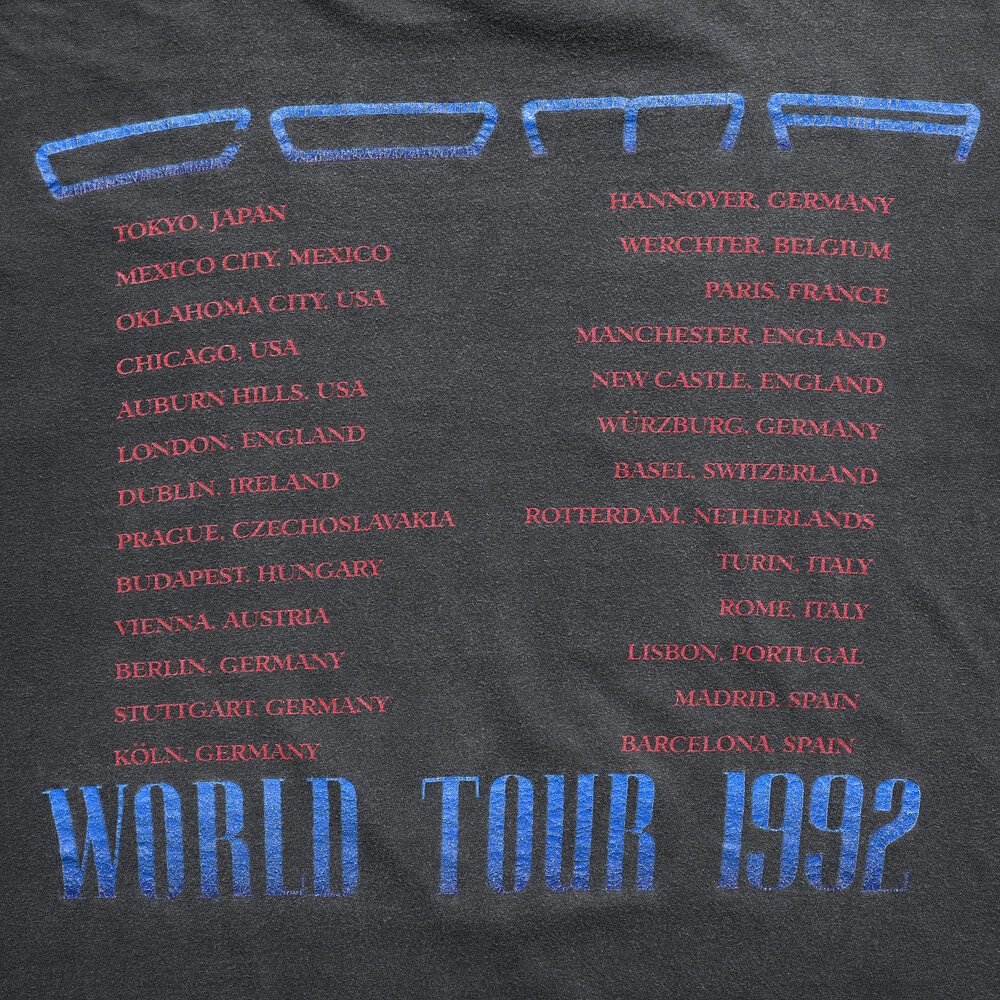 COMA
TOKYO, JAPAN
MEXICO CITY, MEXICO
OKLAHOMA CITY, USA
CHICAGO, USA
AUBURN HILLS, USA
LONDON, ENGLAND
DUBLIN, IRELAND
PRAGUE, CZECHOSLAVAKIA
BUDAPEST, HUNGARY
VIENNA, AUSTRIA
BERLIN, GERMANY
STUTTGART, GERMANY
KÖLN, GERMANY
HANNOVER, GERMANY
WERCHTER, BELGIUM
PARIS, FRANCE
MANCHESTER, ENGLAND
NEW CASTLE, ENGLAND
WÜRZBURG, GERMANY
BASEL, SWITZERLAND
ROTTERDAM, NETHERLANDS
TURIN, ITALY
ROME, ITALY
LISBON, PORTUGAL
MADRID, SPAIN
BARCELONA, SPAIN
WORLD TOUR 1992